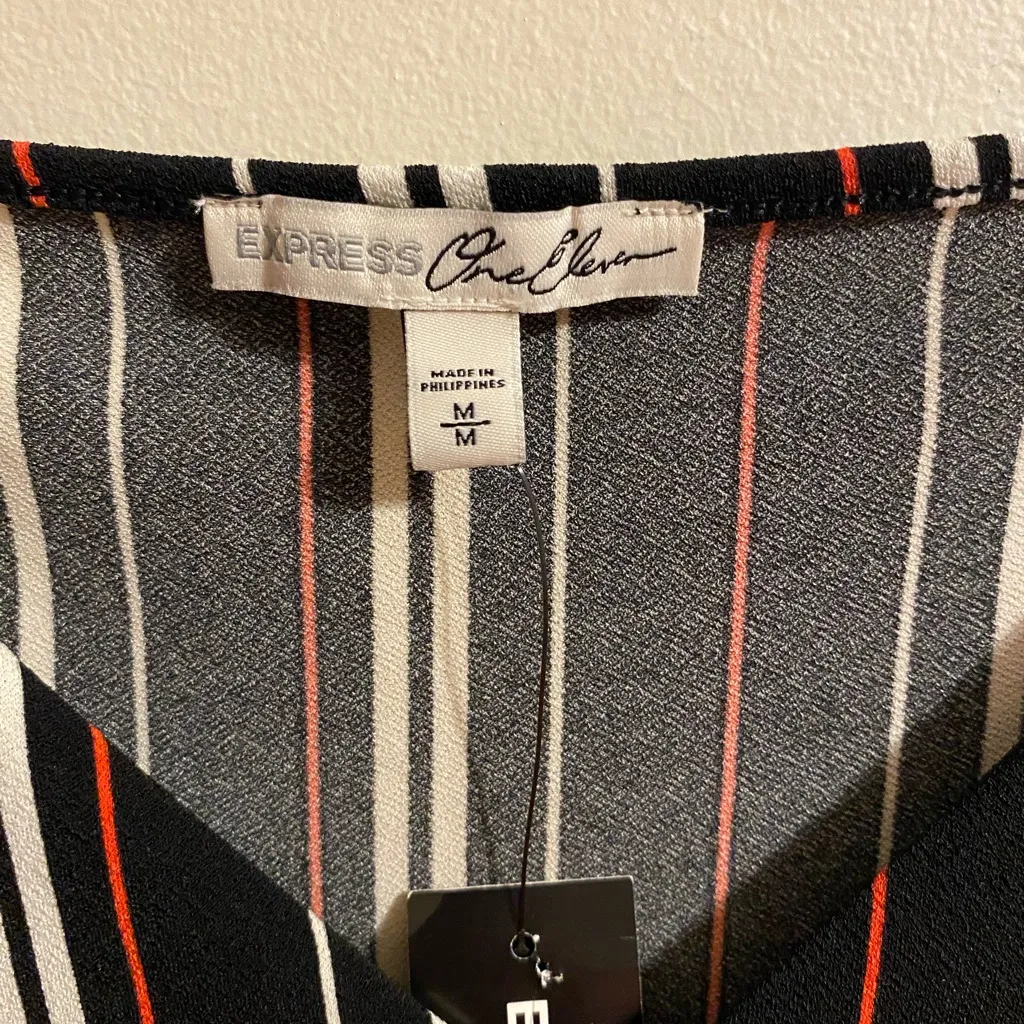 EXPRESS One Eleven
MADE IN
PHILIPPINES
M
M
E